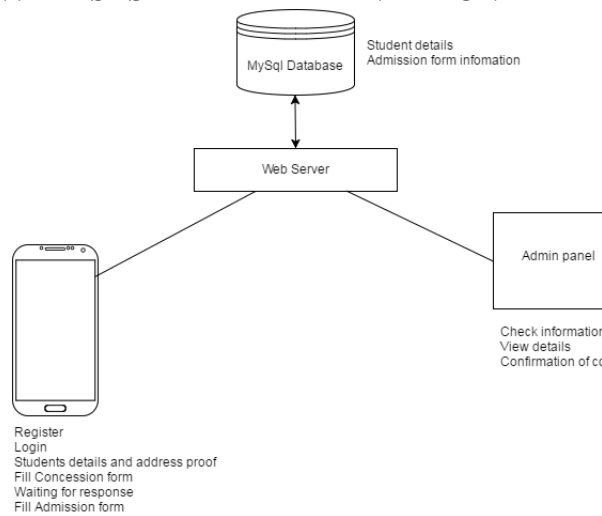 MySql Database
Student details
Admission form infomation
Web Server
Admin panel
Check information
View details
Confirmation of
Register
Login
Students details and address proof
Fill Concession form
Waiting for response
Fill Admission form